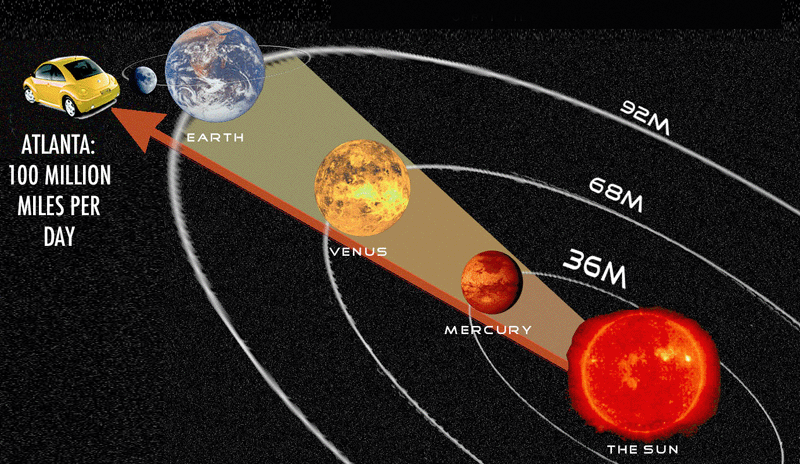 92M
EARTH
ATLANTA:
100 MILLION
MILES PER
DAY
68M
VENUS
36M
MERCURY
THE SUN